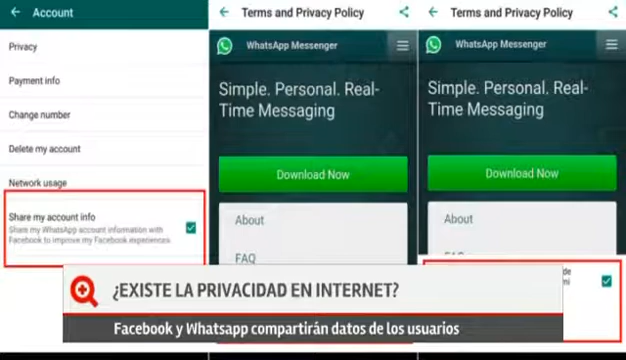 Account
Privacy
Payment info
Change number
Delete my account
Network usage
Share my account info
Share my WhatsApp account information with
Facebook to improve my Facebook experiences
Terms and Privacy Policy
WhatsApp Messenger
Simple. Personal. Real-
Time Messaging
Download Now
About
FAQ
Terms and Privacy Policy
WhatsApp Messenger
Simple. Personal. Real-
Time Messaging
Download Now
About
de
mi
¿EXISTE LA PRIVACIDAD EN INTERNET?
Facebook y Whatsapp compartirán datos de los usuarios